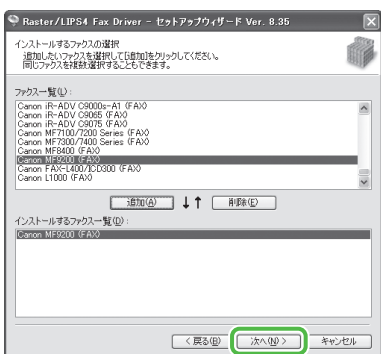 Raster/LIPS4 Fax Driver - セットアップウィザード Ver. 8.35
インストールするファクスの選択
追加したいファクスを選択して[追加]をクリックしてください。
同じファクスを複数選択することもできます。
ファクス一覧(L):
Canon iR-ADV C9000s-A1 (FAX)
Canon iR-ADV C9065 (FAX)
Canon iR-ADV C9075 (FAX)
Canon MF7100/7200 Series (FAX)
Canon MF7300/7400 Series (FAX)
Canon MF8400 (FAX)
Canon MF9200 (FAX)
Canon FAX-L400/ICD300 (FAX)
Canon L1000 (FAX)
追加(A) ↓↑ 削除(E)
インストールするファクス一覧(D):
Canon MF9200 (FAX)
< 戻る(B) 次へ(N) > キャンセル